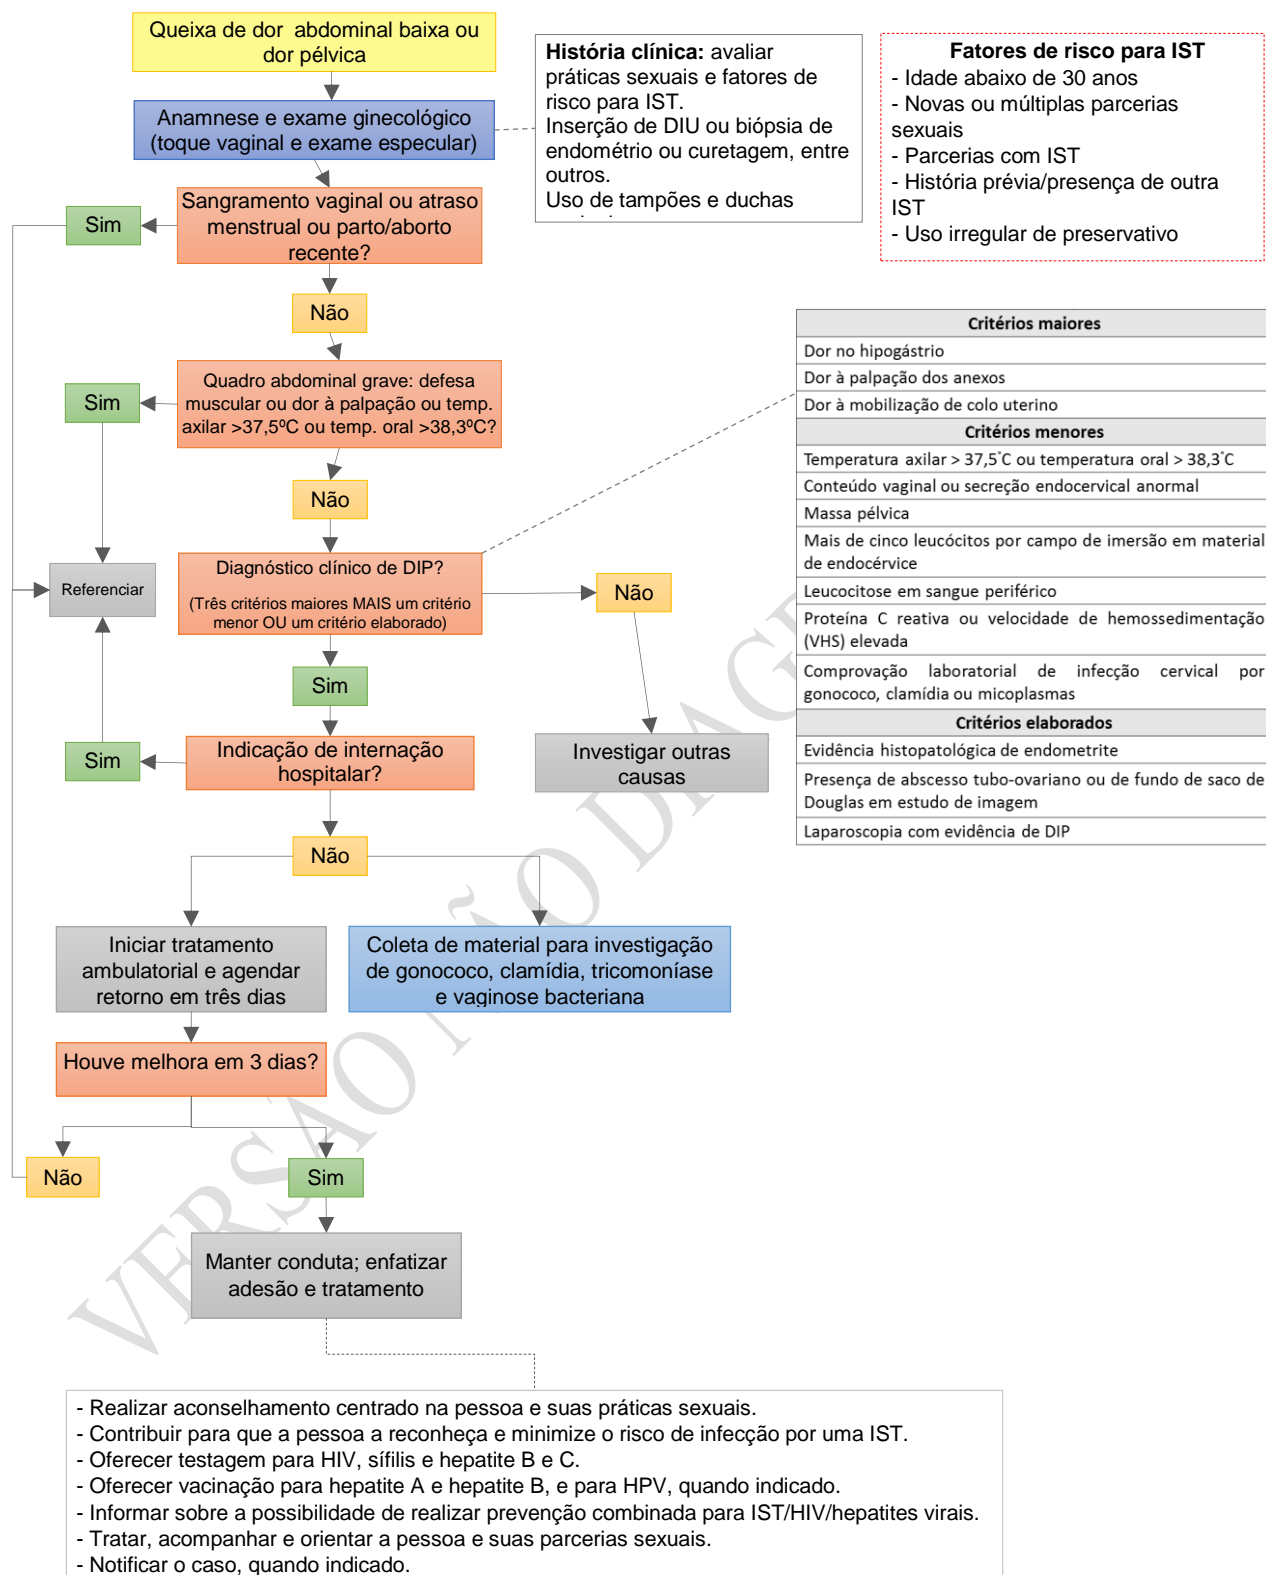 Queixa de dor abdominal baixa ou
dor pélvica
História clínica: avaliar
práticas sexuais e fatores de
risco para IST.
Inserção de DIU ou biópsia de
endométrio ou curetagem, entre
outros.
Uso de tampões e duchas
Fatores de risco para IST
- Idade abaixo de 30 anos
- Novas ou múltiplas parcerias
sexuais
- Parcerias com IST
- História prévia/presença de outra
IST
- Uso irregular de preservativo
Anamnese e exame ginecológico
(toque vaginal e exame especular)
Sangramento vaginal ou atraso
menstrual ou parto/aborto
recente?
Sim
Não
Quadro abdominal grave: defesa
muscular ou dor à palpação ou temp.
axilar >37,5ºC ou temp. oral >38,3ºC?
Sim
Não
Critérios maiores
Dor no hipogástrio
Dor à palpação dos anexos
Dor à mobilização de colo uterino
Critérios menores
Temperatura axilar > 37,5°C ou temperatura oral > 38,3°C
Conteúdo vaginal ou secreção endocervical anormal
Massa pélvica
Mais de cinco leucócitos por campo de imersão em material
de endocérvice
Leucocitose em sangue periférico
Proteína C reativa ou velocidade de hemossedimentação
(VHS) elevada
Comprovação laboratorial de infecção cervical por
gonococo, clamídia ou micoplasmas
Critérios elaborados
Evidência histopatológica de endometrite
Presença de abscesso tubo-ovariano ou de fundo de saco de
Douglas em estudo de imagem
Laparoscopia com evidência de DIP
Referenciar
Diagnóstico clínico de DIP?
(Três critérios maiores MAIS um critério
menor OU um critério elaborado)
Não
Sim
Investigar outras
causas
Indicação de internação
hospitalar?
Sim
Não
Iniciar tratamento
ambulatorial e agendar
retorno em três dias
Coleta de material para investigação
de gonococo, clamídia, tricomoníase
e vaginose bacteriana
Houve melhora em 3 dias?
Não
Sim
Manter conduta; enfatizar
adesão e tratamento
- Realizar aconselhamento centrado na pessoa e suas práticas sexuais.
- Contribuir para que a pessoa a reconheça e minimize o risco de infecção por uma IST.
- Oferecer testagem para HIV, sífilis e hepatite B e C.
- Oferecer vacinação para hepatite A e hepatite B, e para HPV, quando indicado.
- Informar sobre a possibilidade de realizar prevenção combinada para IST/HIV/hepatites virais.
- Tratar, acompanhar e orientar a pessoa e suas parcerias sexuais.
- Notificar o caso, quando indicado.
VERSÃO NÃO DIAG